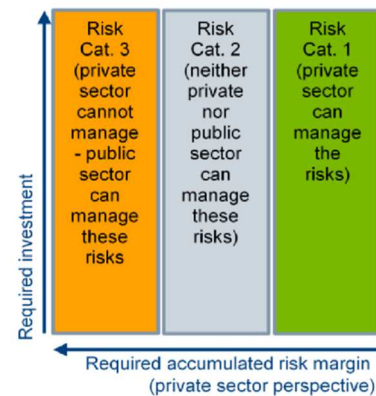 Risk
Cat. 3
(private
sector
cannot
manage
- public
sector
can
manage
these
risks
Risk
Cat. 2
(neither
private
nor
public
sector
can
manage
these
risks)
Risk
Cat. 1
(private
sector
can
manage
the
risks)
Required investment
Required accumulated risk margin
(private sector perspective)